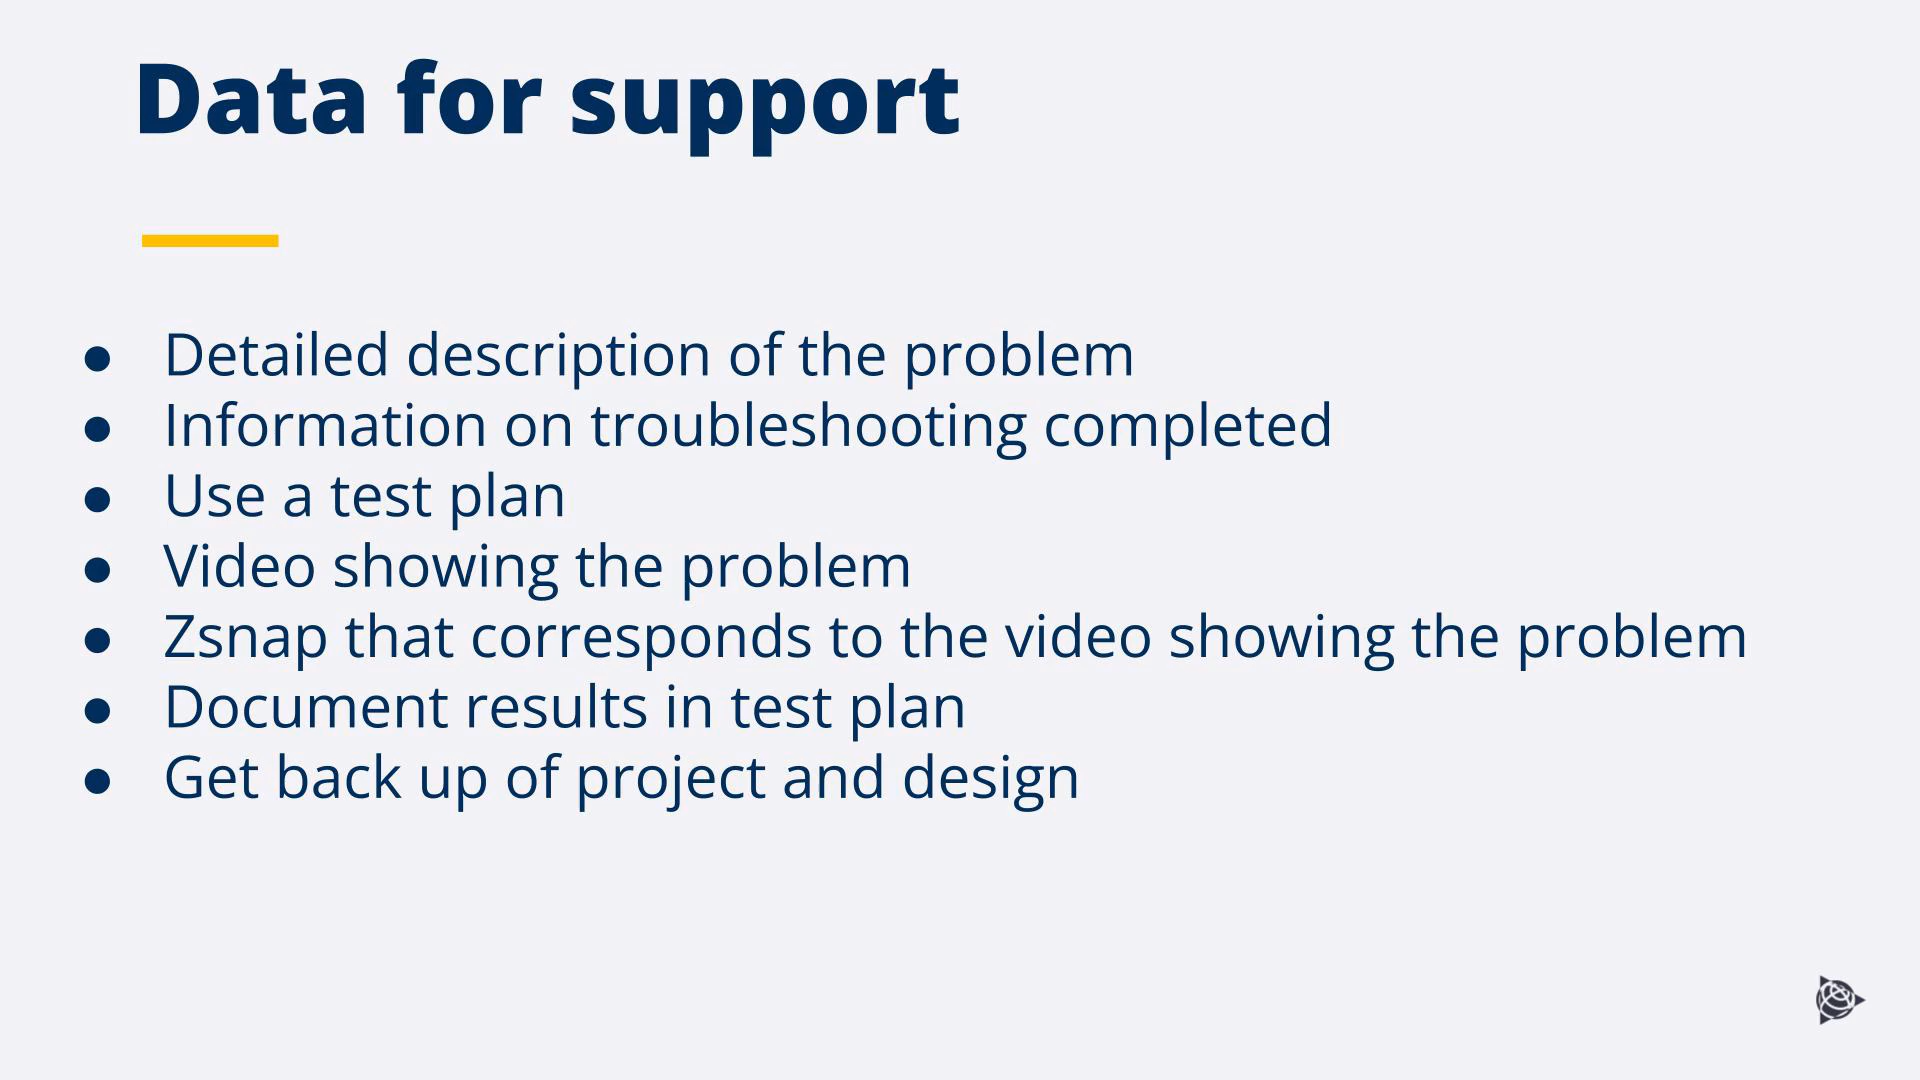 Data for support
● Detailed description of the problem
● Information on troubleshooting completed
● Use a test plan
● Video showing the problem
● Zsnap that corresponds to the video showing the problem
● Document results in test plan
● Get back up of project and design